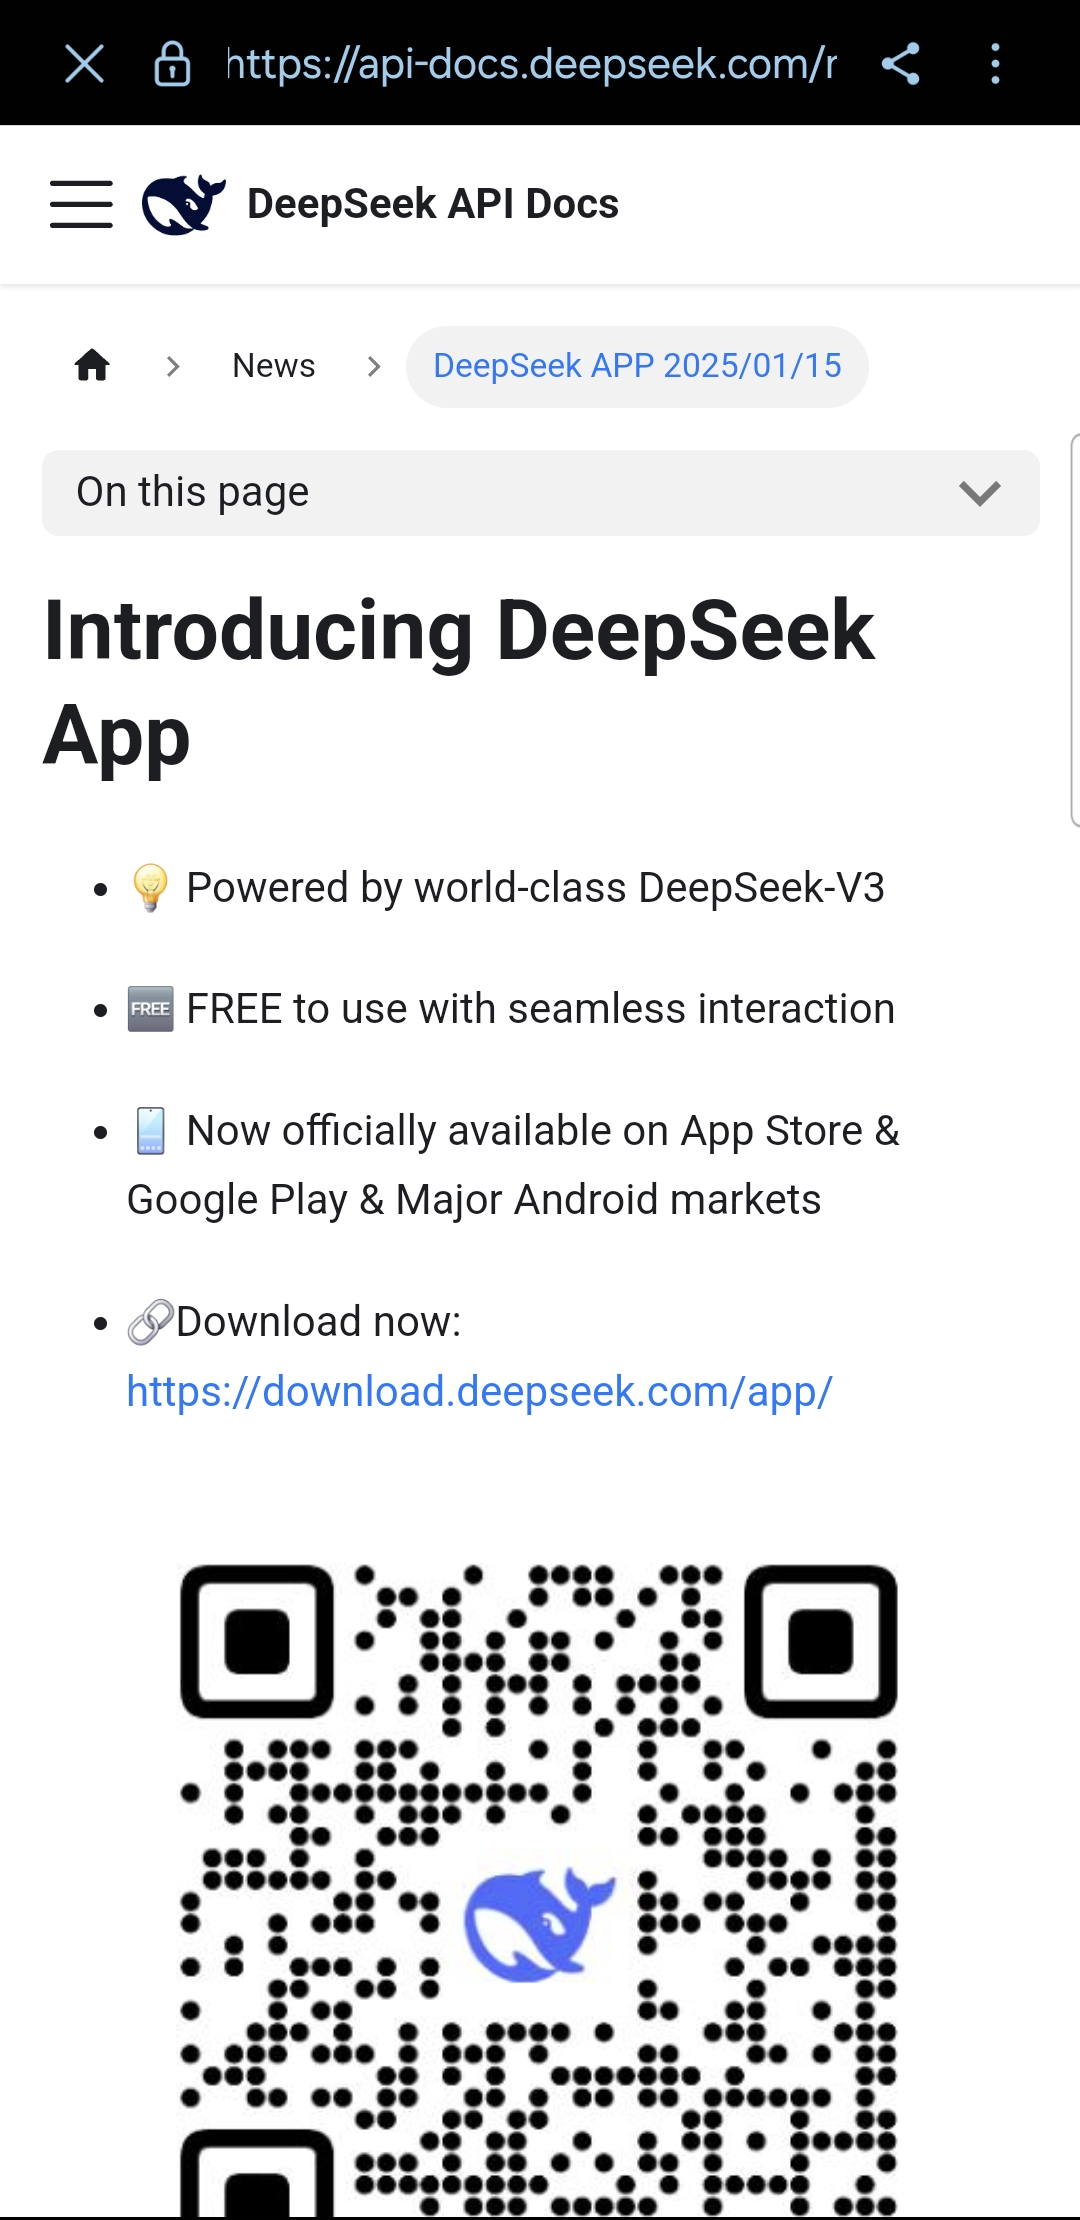 https://api-docs.deepseek.com/r
DeepSeek API Docs
News
DeepSeek APP 2025/01/15
On this page
Introducing DeepSeek
App
💡 Powered by world-class DeepSeek-V3
🆓 FREE to use with seamless interaction
📱 Now officially available on App Store &
Google Play & Major Android markets
🔗Download now:
https://download.deepseek.com/app/